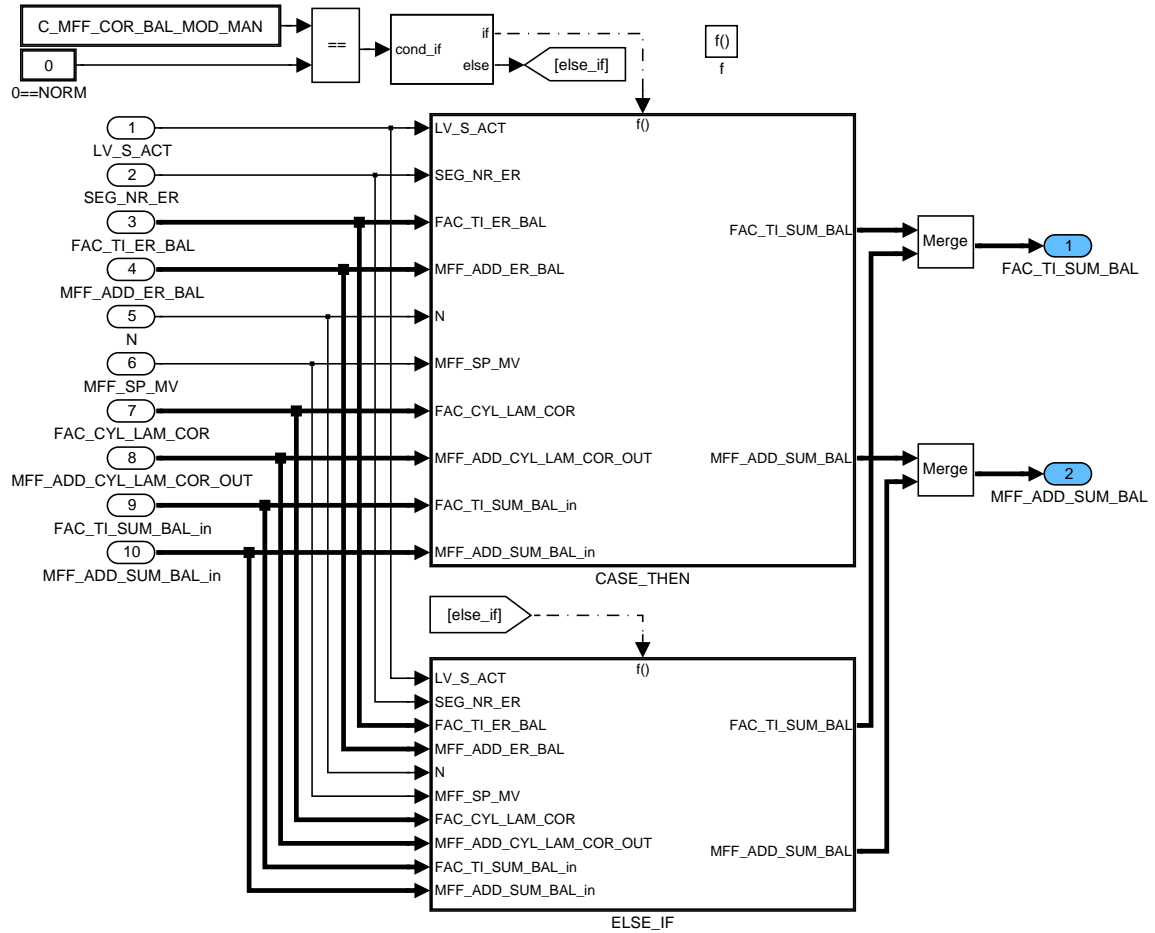 C_MFF_COR_BAL_MOD_MAN
0
0==NORM
==
cond_if
if
else
[else_if]
f()
f
1
LV_S_ACT
2
SEG_NR_ER
3
FAC_TI_ER_BAL
4
MFF_ADD_ER_BAL
5
N
6
MFF_SP_MV
7
FAC_CYL_LAM_COR
8
MFF_ADD_CYL_LAM_COR_OUT
9
FAC_TI_SUM_BAL_in
10
MFF_ADD_SUM_BAL_in
f()
LV_S_ACT
SEG_NR_ER
FAC_TI_ER_BAL
MFF_ADD_ER_BAL
N
MFF_SP_MV
FAC_CYL_LAM_COR
MFF_ADD_CYL_LAM_COR_OUT
FAC_TI_SUM_BAL_in
MFF_ADD_SUM_BAL_in
FAC_TI_SUM_BAL
MFF_ADD_SUM_BAL
CASE_THEN
Merge
1
FAC_TI_SUM_BAL
Merge
2
MFF_ADD_SUM_BAL
[else_if]
f()
LV_S_ACT
SEG_NR_ER
FAC_TI_ER_BAL
MFF_ADD_ER_BAL
N
MFF_SP_MV
FAC_CYL_LAM_COR
MFF_ADD_CYL_LAM_COR_OUT
FAC_TI_SUM_BAL_in
MFF_ADD_SUM_BAL_in
FAC_TI_SUM_BAL
MFF_ADD_SUM_BAL
ELSE_IF